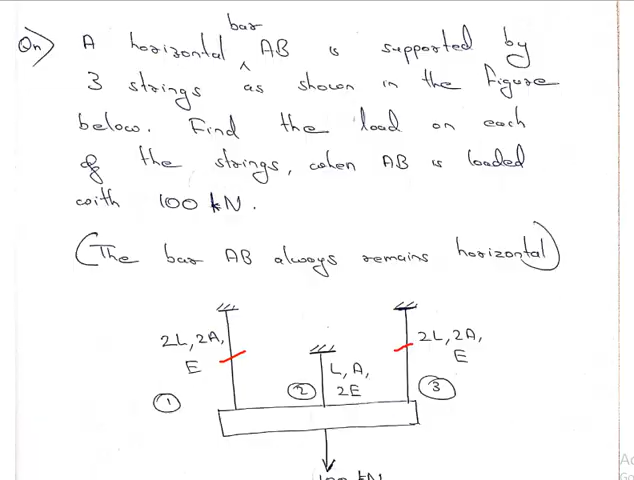 Qn> A horizontal bar AB is supported by
3 strings as shown in the figure
below. Find the load on each
of the strings, when AB is loaded
with 100 kN.
(The bar AB always remains horizontal)
2L, 2A,
E
2L, 2A,
E
L, A,
2E
1
2
3
100 kN